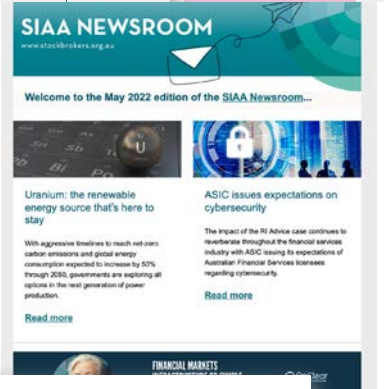 SIAA NEWSROOM
www.stockbrokers.org.au
Welcome to the May 2022 edition of the SIAA Newsroom...
Uranium: the renewable
energy source that's here to
stay
With aggressive timelines to reach net-zero
carbon emissions and global energy
consumption expected to increase by 50%
through 2050, governments are exploring all
options in the next generation of power
production.
Read more
ASIC issues expectations on
cybersecurity
The impact of the RI Advice case continues to
reverberate throughout the financial services
industry with ASIC issuing its expectations of
Australian Financial Services licensees
regarding cybersecurity.
Read more
FINANCIAL MARKETS